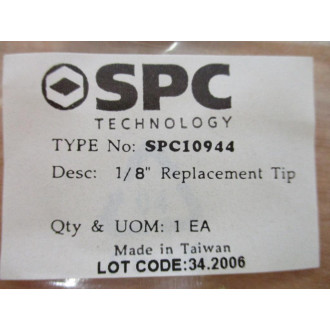 SPC
TECHNOLOGY
TYPE No: SPC10944
Desc: 1/8" Replacement Tip
Qty & UOM: 1 EA
Made in Taiwan
LOT CODE:34.2006